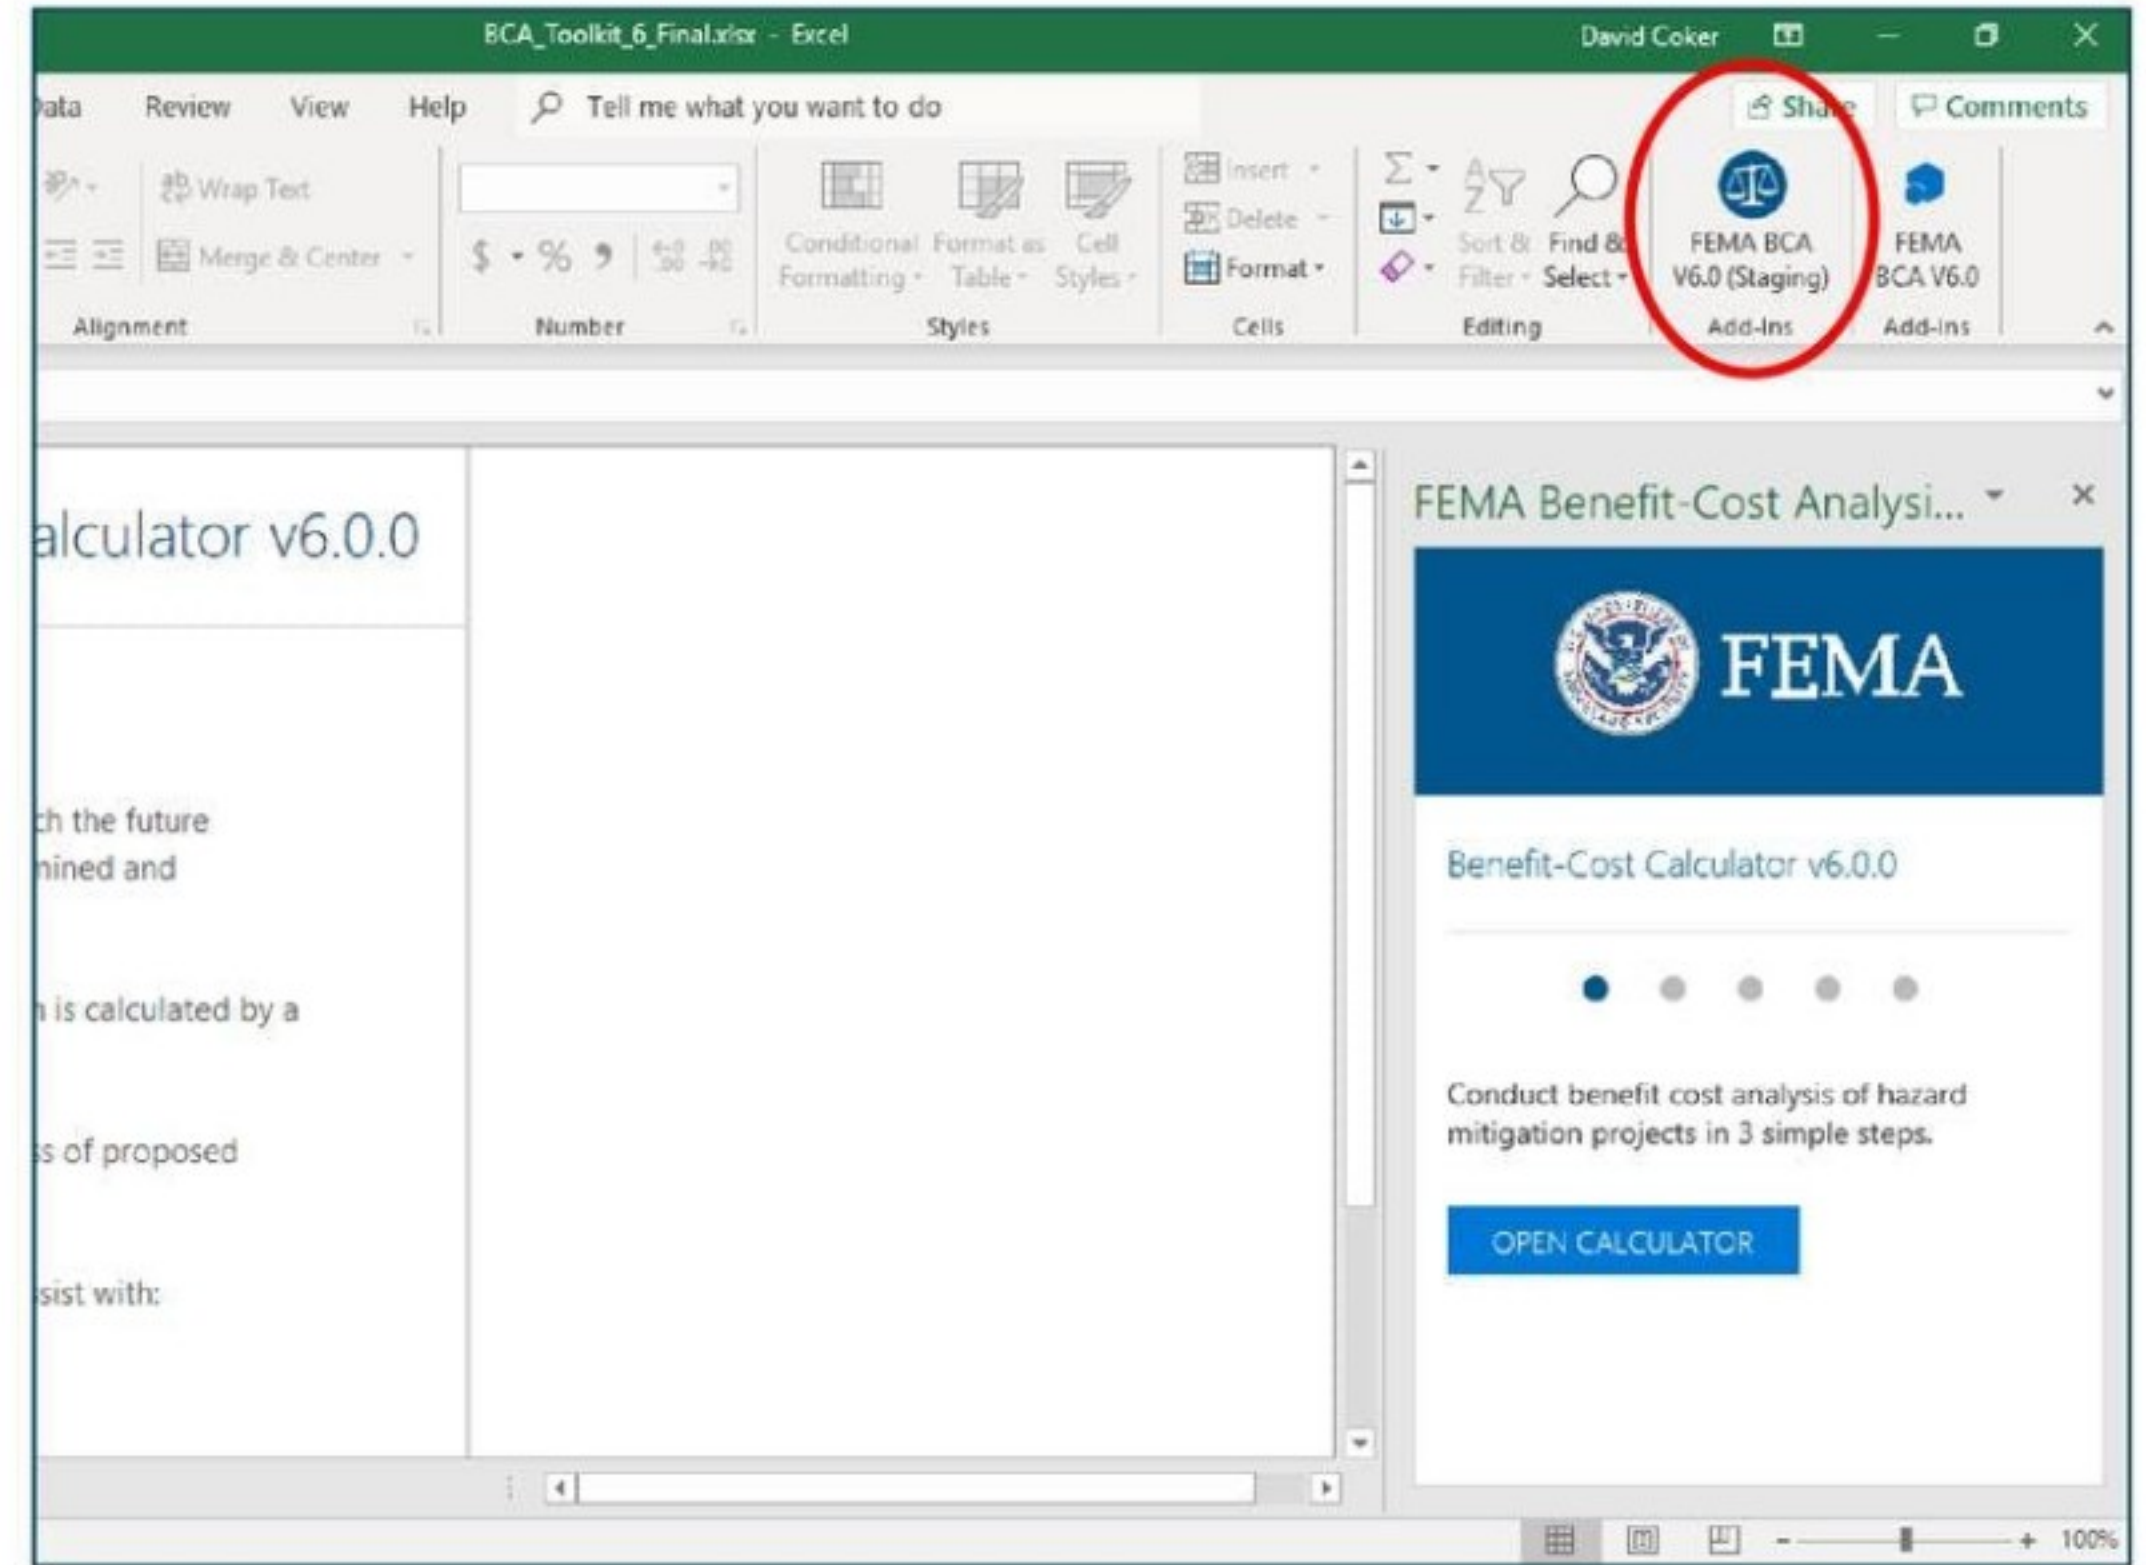 BCA_Toolkit_6_Final.xlsx - Excel
David Coker
Data Review View Help Tell me what you want to do
Share Comments
Wrap Text
Merge & Center
Alignment
$ % 9
Number
Conditional Formatting
Format as Table
Cell Styles
Styles
Insert
Delete
Format
Cells
Sort & Filter
Find & Select
Editing
FEMA BCA
V6.0 (Staging)
Add-Ins
FEMA
BCA V6.0
Add-Ins
alculator v6.0.0
ch the future
nined and
n is calculated by a
ss of proposed
sist with:
FEMA Benefit-Cost Analysi...
FEMA
Benefit-Cost Calculator v6.0.0
Conduct benefit cost analysis of hazard
mitigation projects in 3 simple steps.
OPEN CALCULATOR
100%